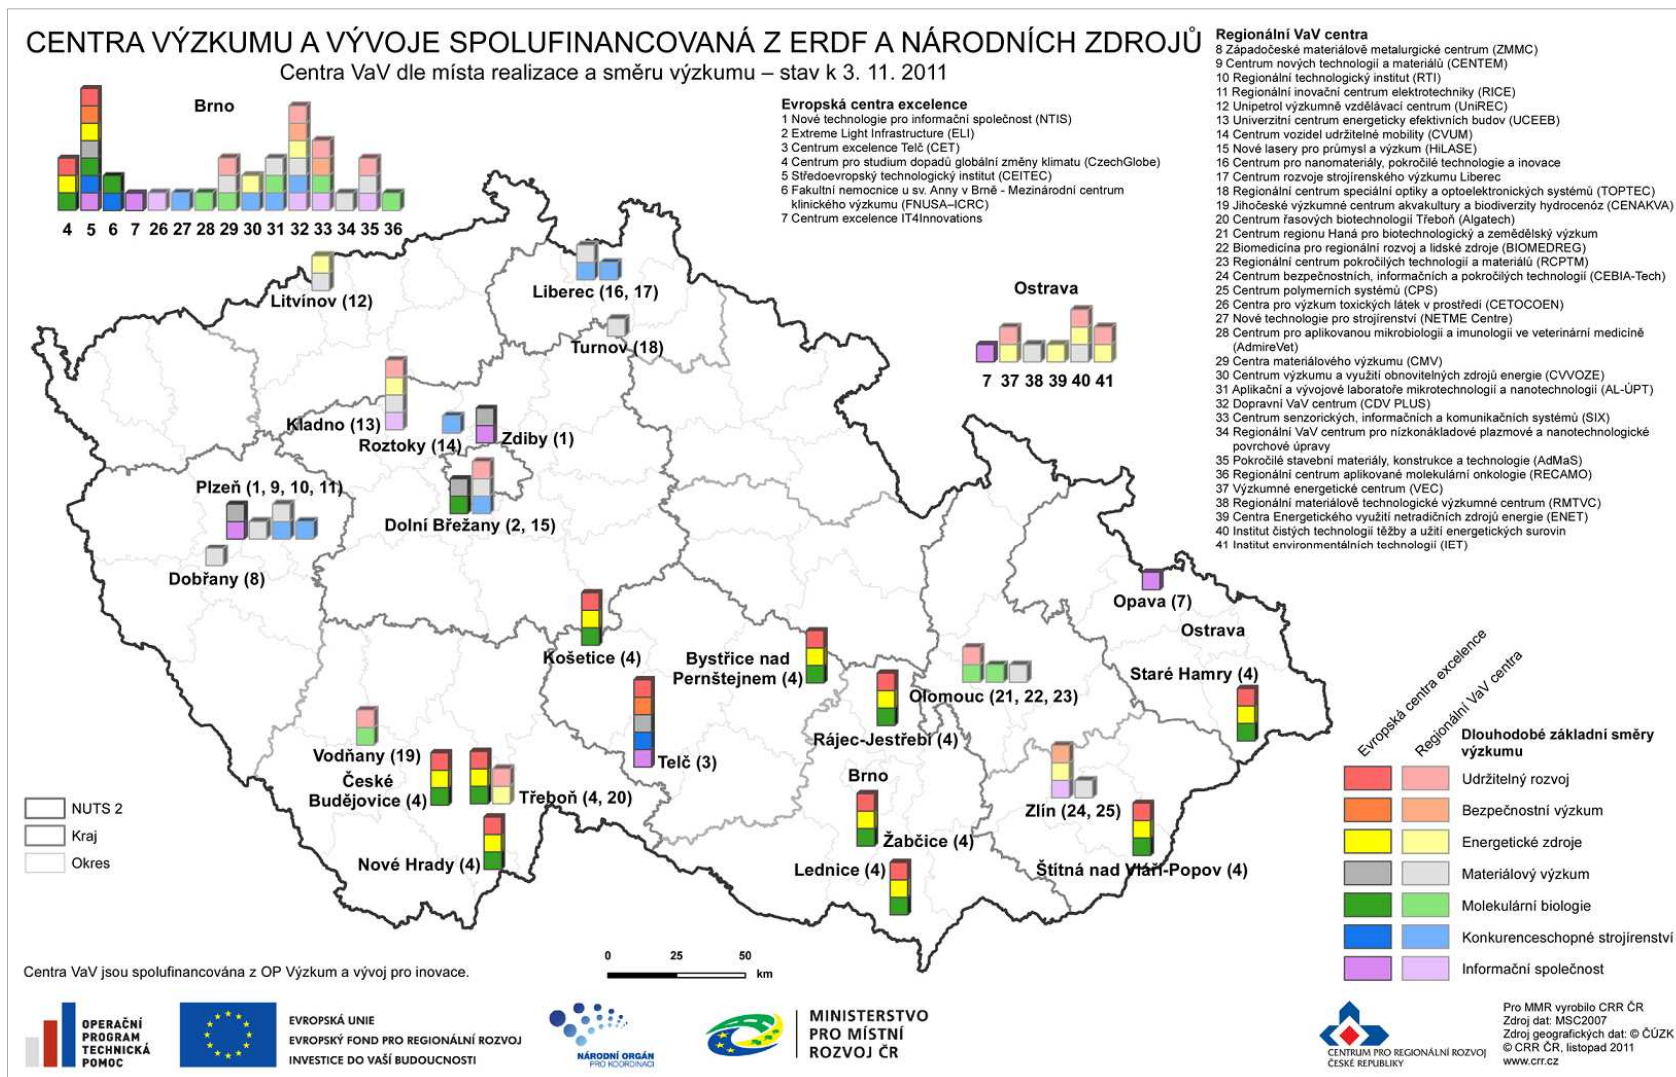 CENTRA VÝZKUMU A VÝVOJE SPOLUFINANCOVANÁ Z ERDF A NÁRODNÍCH ZDROJŮ
Centra VaV dle místa realizace a směru výzkumu – stav k 3. 11. 2011
Evropská centra excelence
1 Nové technologie pro informační společnost (NTIS)
2 Extreme Light Infrastructure (ELI)
3 Centrum excelence Telč (CET)
4 Centrum pro studium dopadů globální změny klimatu (CzechGlobe)
5 Středoevropský technologický institut (CEITEC)
6 Fakultní nemocnice u sv. Anny v Brně - Mezinárodní centrum
klinického výzkumu (FNUSA–ICRC)
7 Centrum excelence IT4Innovations
Regionální VaV centra
8 Západočeské materiálově metalurgické centrum (ZMMC)
9 Centrum nových technologií a materiálů (CENTEM)
10 Regionální technologický institut (RTI)
11 Regionální inovační centrum elektrotechniky (RICE)
12 Unipetrol výzkumně vzdělávací centrum (UniREC)
13 Univerzitní centrum energeticky efektivních budov (UCEEB)
14 Centrum vozidel udržitelné mobility (CVUM)
15 Nové lasery pro průmysl a výzkum (HiLASE)
16 Centrum pro nanomateriály, pokročilé technologie a inovace
17 Centrum rozvoje strojírenského výzkumu Liberec
18 Regionální centrum speciální optiky a optoelektronických systémů (TOPTEC)
19 Jihočeské výzkumné centrum akvakultury a biodiverzity hydrocenóz (CENAKVA)
20 Centrum řasových biotechnologií Třeboň (Algatech)
21 Centrum regionu Haná pro biotechnologický a zemědělský výzkum
22 Biomedicína pro regionální rozvoj a lidské zdroje (BIOMEDREG)
23 Regionální centrum pokročilých technologií a materiálů (RCPTM)
24 Centrum bezpečnostních, informačních a pokročilých technologií (CEBIA-Tech)
25 Centrum polymerních systémů (CPS)
26 Centra pro výzkum toxických látek v prostředí (CETOCOEN)
27 Nové technologie pro strojírenství (NETME Centre)
28 Centrum pro aplikovanou mikrobiologii a imunologii ve veterinární medicíně
(AdmireVet)
29 Centra materiálového výzkumu (CMV)
30 Centrum výzkumu a využití obnovitelných zdrojů energie (CVVOZE)
31 Aplikační a vývojové laboratoře mikrotechnologií a nanotechnologií (AL-ÚPT)
32 Dopravní VaV centrum (CDV PLUS)
33 Centrum senzorických, informačních a komunikačních systémů (SIX)
34 Regionální VaV centrum pro nízkonákladové plazmové a nanotechnologické
povrchové úpravy
35 Pokročilé stavební materiály, konstrukce a technologie (AdMaS)
36 Regionální centrum aplikované molekulární onkologie (RECAMO)
37 Výzkumné energetické centrum (VEC)
38 Regionální materiálově technologické výzkumné centrum (RMTVC)
39 Centra Energetického využití netradičních zdrojů energie (ENET)
40 Institut čistých technologií těžby a užití energetických surovin
41 Institut environmentálních technologií (IET)
Brno
4 5 6 7 26 27 28 29 30 31 32 33 34 35 36
Litvínov (12)
Liberec (16, 17)
Turnov (18)
Ostrava
7 37 38 39 40 41
Kladno (13)
Roztoky (14)
Zdiby (1)
Plzeň (1, 9, 10, 11)
Dolní Břežany (2, 15)
Dobřany (8)
Opava (7)
Ostrava
Košetice (4)
Bystřice nad
Pernštejnem (4)
Olomouc (21, 22, 23)
Staré Hamry (4)
Rájec-Jestřebí (4)
Vodňany (19)
Telč (3)
České
Budějovice (4)
Třeboň (4, 20)
Brno
Zlín (24, 25)
Nové Hrady (4)
Žabčice (4)
Lednice (4)
Štítná nad Vláří-Popov (4)
NUTS 2
Kraj
Okres
Evropská centra excelence
Regionální VaV centra
Dlouhodobé základní směry
výzkumu
Udržitelný rozvoj
Bezpečnostní výzkum
Energetické zdroje
Materiálový výzkum
Molekulární biologie
Konkurenceschopné strojírenství
Informační společnost
0 25 50
km
Centra VaV jsou spolufinancována z OP Výzkum a vývoj pro inovace.
OPERAČNÍ
PROGRAM
TECHNICKÁ
POMOC
EVROPSKÁ UNIE
EVROPSKÝ FOND PRO REGIONÁLNÍ ROZVOJ
INVESTICE DO VAŠÍ BUDOUCNOSTI
NÁRODNÍ ORGÁN
PRO KOORDINACI
MINISTERSTVO
PRO MÍSTNÍ
ROZVOJ ČR
CENTRUM PRO REGIONÁLNÍ ROZVOJ
ČESKÉ REPUBLIKY
Pro MMR vyrobilo CRR ČR
Zdroj dat: MSC2007
Zdroj geografických dat: © ČÚZK
© CRR ČR, listopad 2011
www.crr.cz